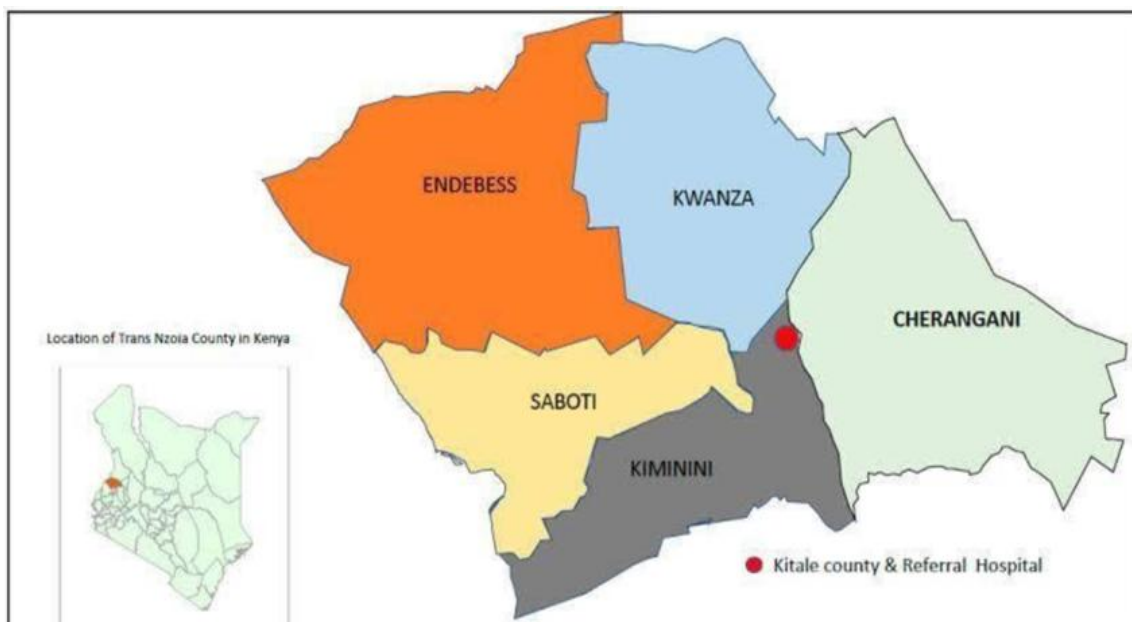 ENDEBESS
KWANZA
CHERANGANI
Location of Trans Nzoia County in Kenya
SABOTI
KIMININI
Kitale county & Referral Hospital